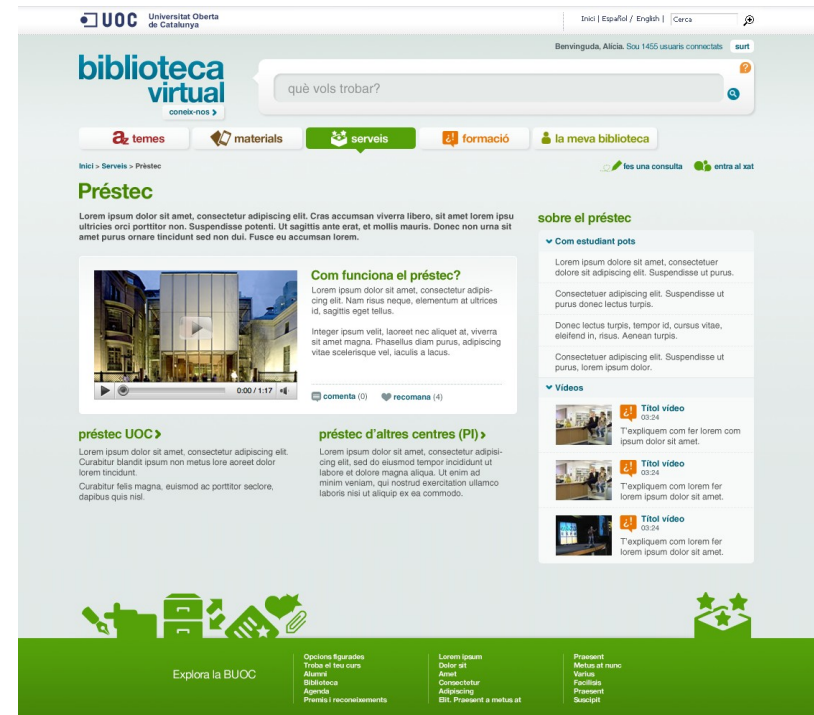 UOC
Universitat Oberta
de Catalunya
Inici | Español / English |
Cerca
Benvinguda, Alícia. Sou 1455 usuaris connectats
surt
biblioteca
virtual
coneix-nos
què vols trobar?
az temes
materials
serveis
formació
la meva biblioteca
Inici > Serveis > Prèstec
fes una consulta
entra al xat
Préstec
Lorem ipsum dolor sit amet, consectetur adipiscing elit. Cras accumsan viverra libero, sit amet lorem ipsu
ultricies orci porttitor non. Suspendisse potenti. Ut sagittis ante erat, et mollis mauris. Donec non urna sit
amet purus ornare tincidunt sed non dui. Fusce eu accumsan lorem.
Com funciona el préstec?
Lorem ipsum dolor sit amet, consectetur adipis-
cing elit. Nam risus neque, elementum at ultrices
id, sagittis eget tellus.
Integer ipsum velit, laoreet nec aliquet at, viverra
sit amet magna. Phasellus diam purus, adipiscing
vitae scelerisque vel, iaculis a lacus.
0:00 / 1:17
comenta (0)
recomana (4)
préstec UOC
Lorem ipsum dolor sit amet, consectetur adipiscing elit.
Curabitur blandit ipsum non metus lore aoreet dolor
lorem tincidunt.
Curabitur felis magna, euismod ac porttitor seclore,
dapibus quis nisl.
préstec d'altres centres (PI)
Lorem ipsum dolor sit amet, consectetur adipisi-
cing elit, sed do eiusmod tempor incididunt ut
labore et dolore magna aliqua. Ut enim ad
minim veniam, qui nostrud exercitation ullamco
laboris nisi ut aliquip ex ea commodo.
sobre el préstec
Com estudiant pots
Lorem ipsum dolore sit amet, consectetuer
dolore sit adipiscing elit. Suspendisse ut purus.
Consectetuer adipiscing elit. Suspendisse ut
purus donec lectus turpis.
Donec lectus turpis, tempor id, cursus vitae,
eleifend in, risus. Aenean turpis.
Consectetuer adipiscing elit. Suspendisse ut
purus, lorem ipsum dolor.
Vídeos
Títol vídeo
03:24
T'expliquem com fer lorem com
ipsum dolor sit amet.
Títol vídeo
03:24
T'expliquem com lorem fer
lorem ipsum dolor sit amet.
Títol vídeo
03:24
T'expliquem com lorem fer
lorem ipsum dolor sit amet.
Explora la BUOC
Opcions figurades
Troba el teu curs
Alumni
Biblioteca
Agenda
Premis i reconeixements
Lorem ipsum
Dolor sit
Amet
Consectetur
Adipiscing
Elit. Praesent a metus at
Praesent
Metus at nunc
Varius
Facilisis
Praesent
Suscipit